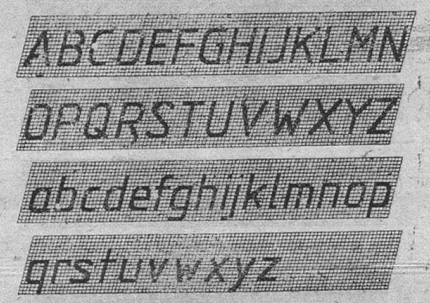 ABCDEFGHIJKLMN
OPQRSTUVWXYZ
abcdefghijklmnop
qrstuvwxyz